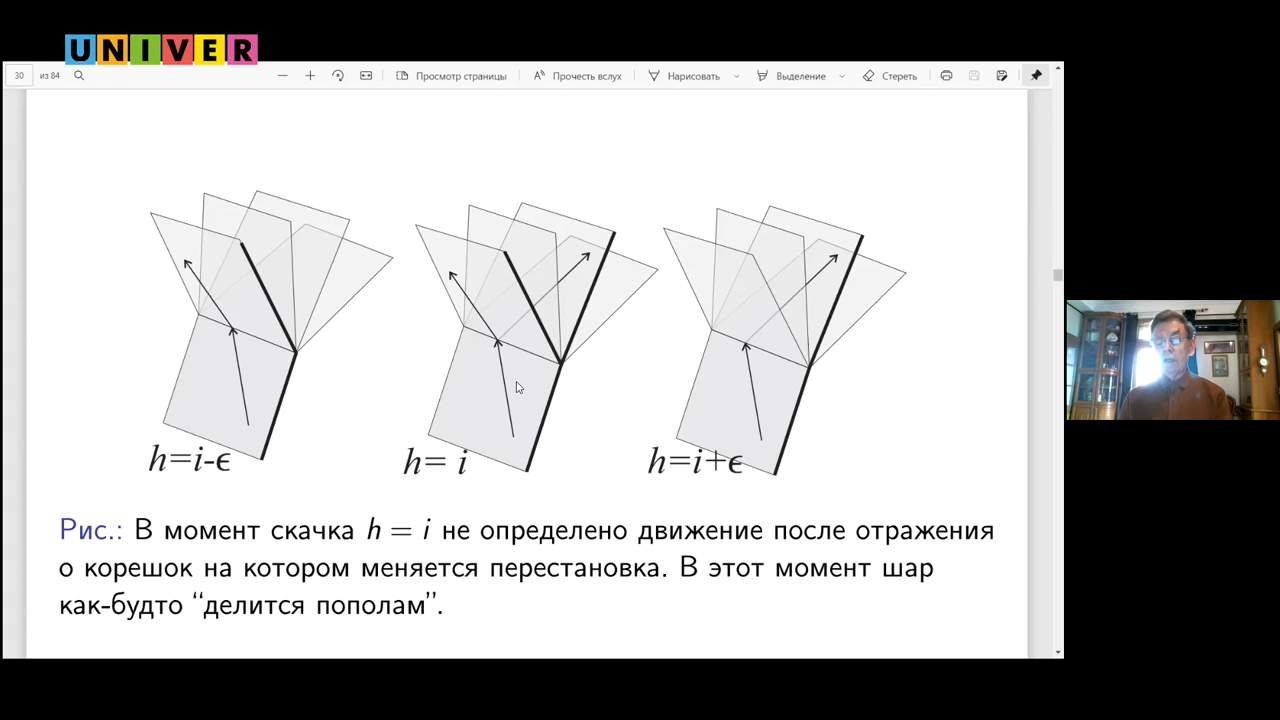 UNIVER
30 из 84 Просмотр страницы Прочесть вслух Нарисовать Выделение Стереть
h=i-ϵ h= i h=i+ϵ
Рис.: В момент скачка h = i не определено движение после отражения
о корешок на котором меняется перестановка. В этот момент шар
как-будто “делится пополам”.